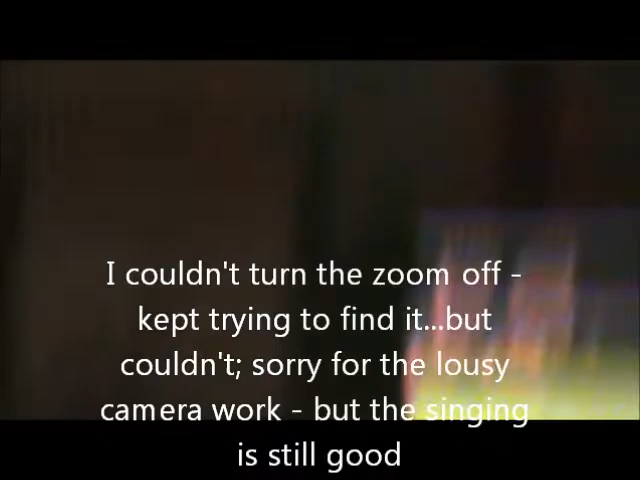 I couldn't turn the zoom off -
kept trying to find it...but
couldn't; sorry for the lousy
camera work - but the singing
is still good